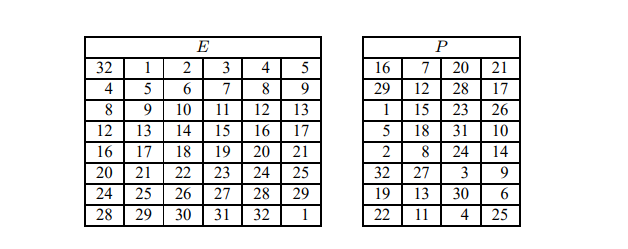 E
32 1 2 3 4 5
4 5 6 7 8 9
8 9 10 11 12 13
12 13 14 15 16 17
16 17 18 19 20 21
20 21 22 23 24 25
24 25 26 27 28 29
28 29 30 31 32 1
P
16 7 20 21
29 12 28 17
1 15 23 26
5 18 31 10
2 8 24 14
32 27 3 9
19 13 30 6
22 11 4 25